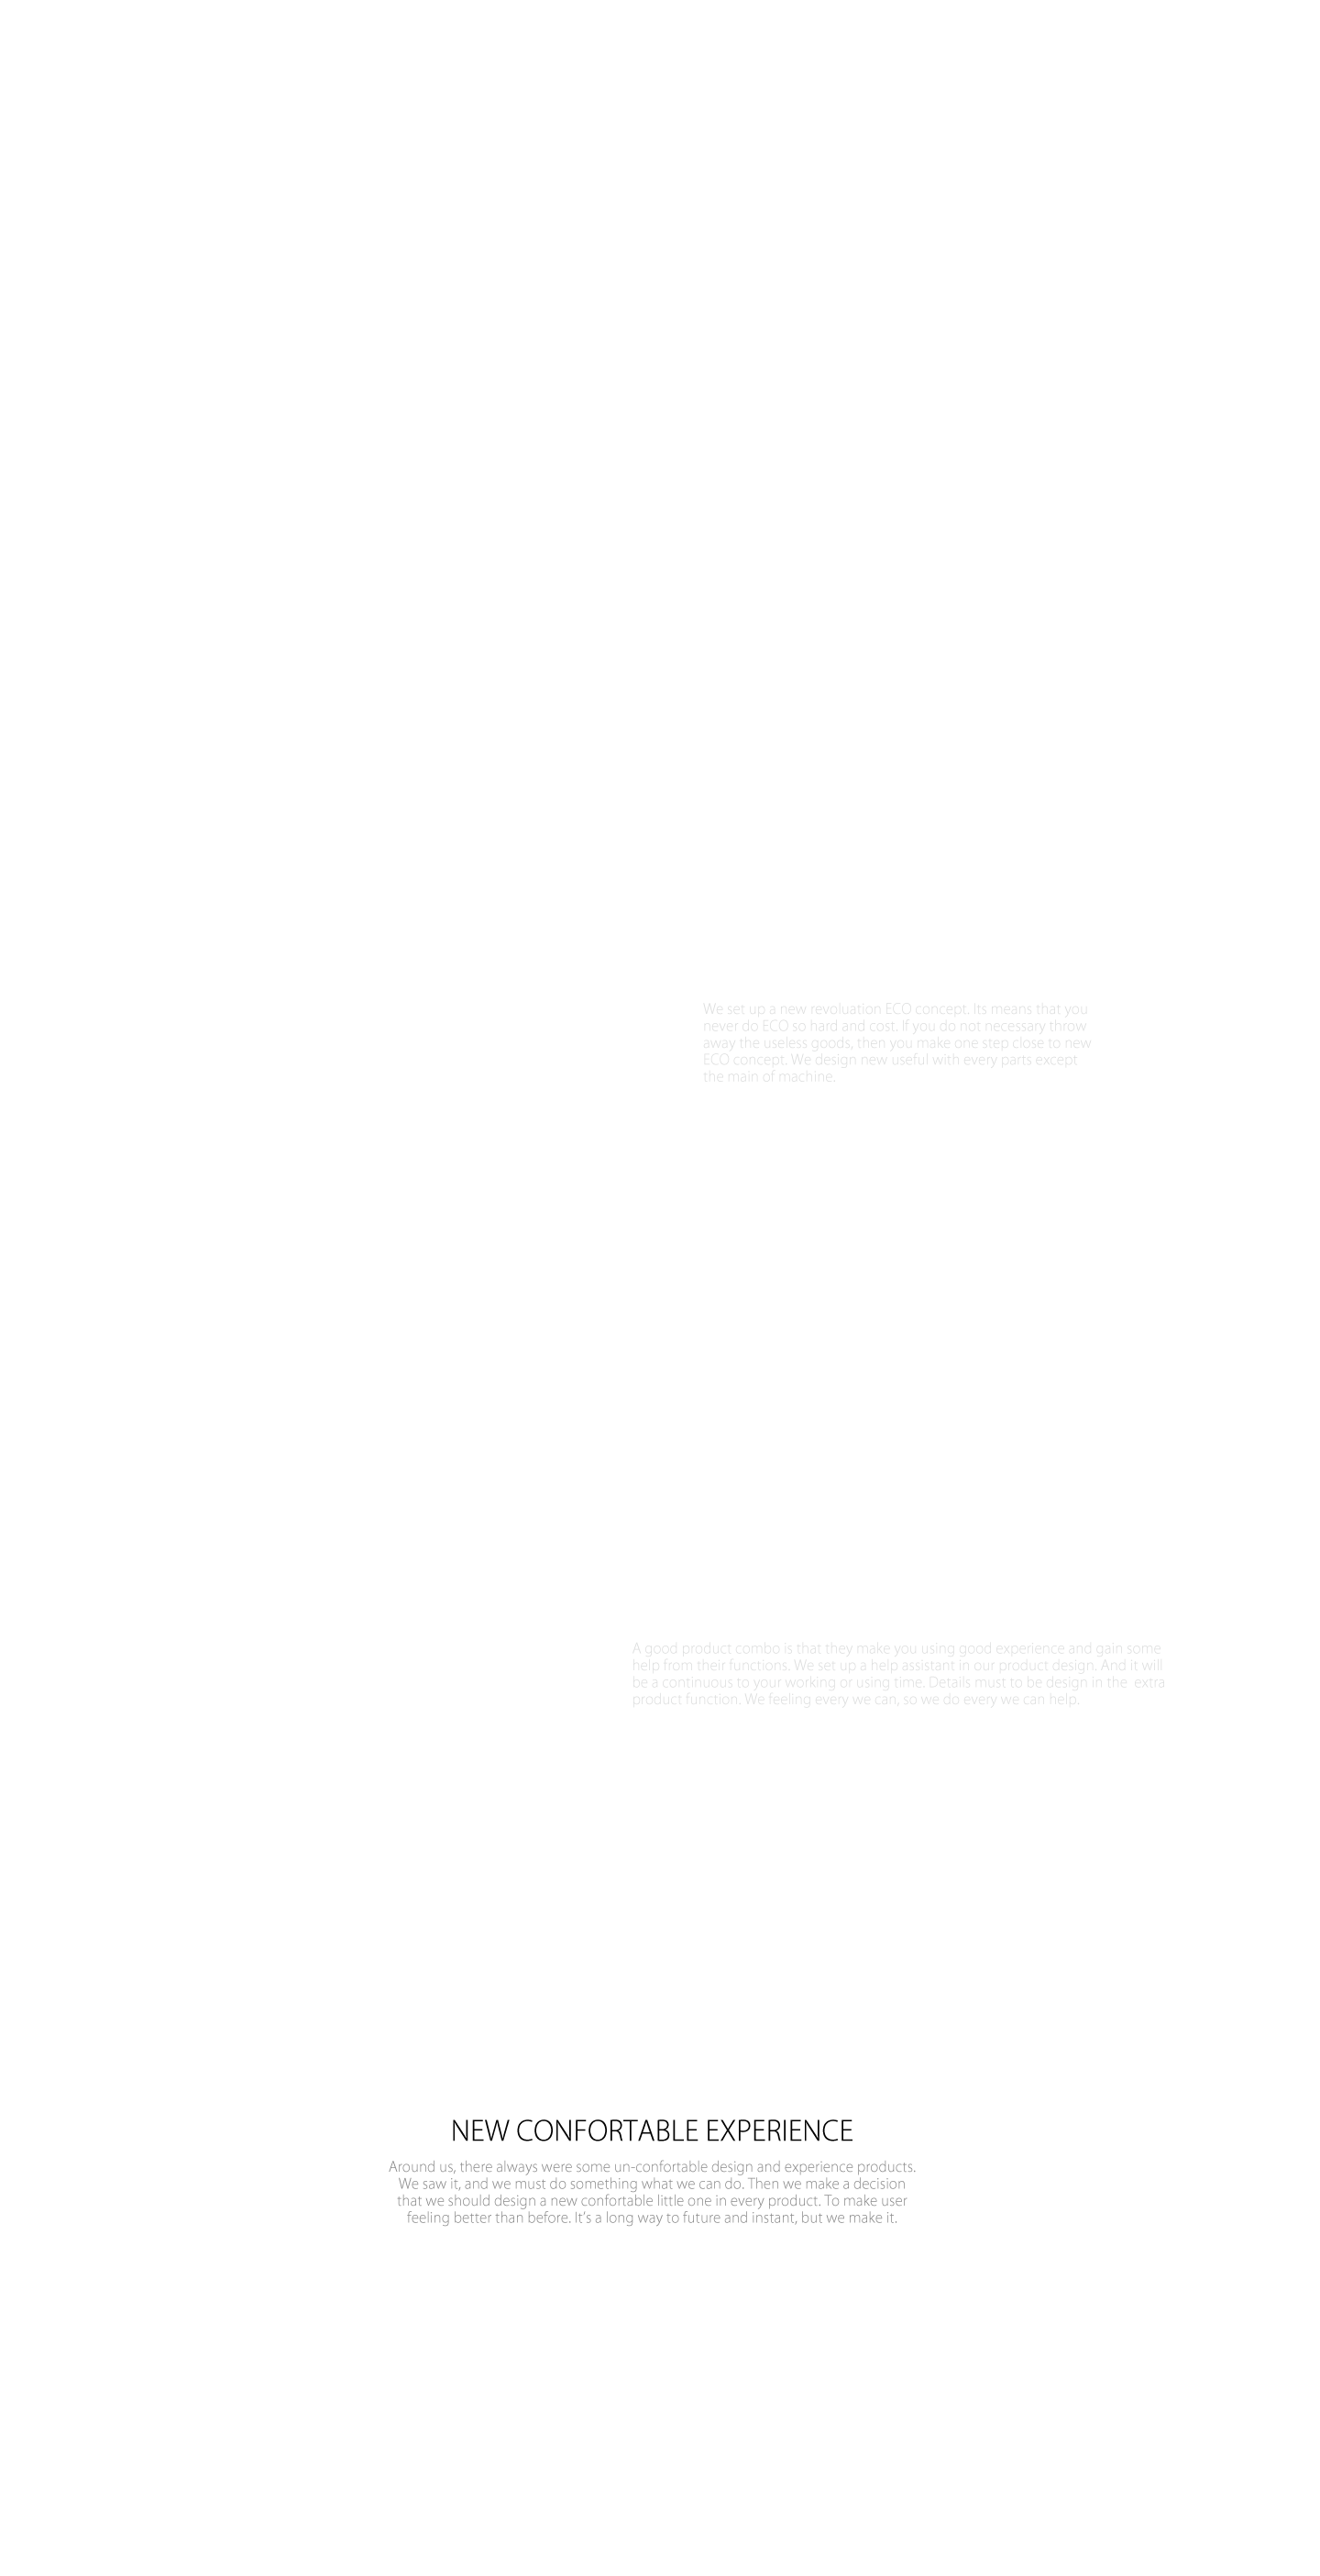 We set up a new revoluation ECO concept. Its means that you
never do ECO so hard and cost. If you do not necessary throw
away the useless goods, then you make one step close to new
ECO concept. We design new useful with every parts except
the main of machine.
A good product combo is that they make you using good experience and gain some
help from their functions. We set up a help assistant in our product design. And it will
be a continuous to your working or using time. Details must to be design in the  extra
product function. We feeling every we can, so we do every we can help.
NEW CONFORTABLE EXPERIENCE
Around us, there always were some un-confortable design and experience products.
We saw it, and we must do something what we can do. Then we make a decision
that we should design a new confortable little one in every product. To make user
feeling better than before. It’s a long way to future and instant, but we make it.